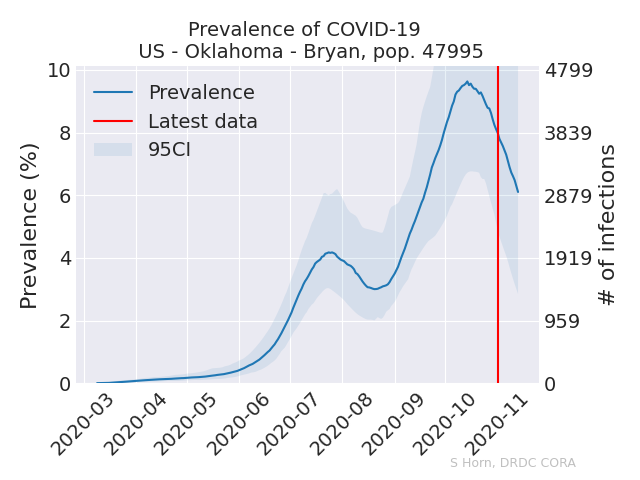 Prevalence of COVID-19
US - Oklahoma - Bryan, pop. 47995
10
8
6
4
2
0
Prevalence (%)
Prevalence
Latest data
95CI
4799
3839
2879
1919
959
0
# of infections
2020-03
2020-04
2020-05
2020-06
2020-07
2020-08
2020-09
2020-10
2020-11
S Horn, DRDC CORA